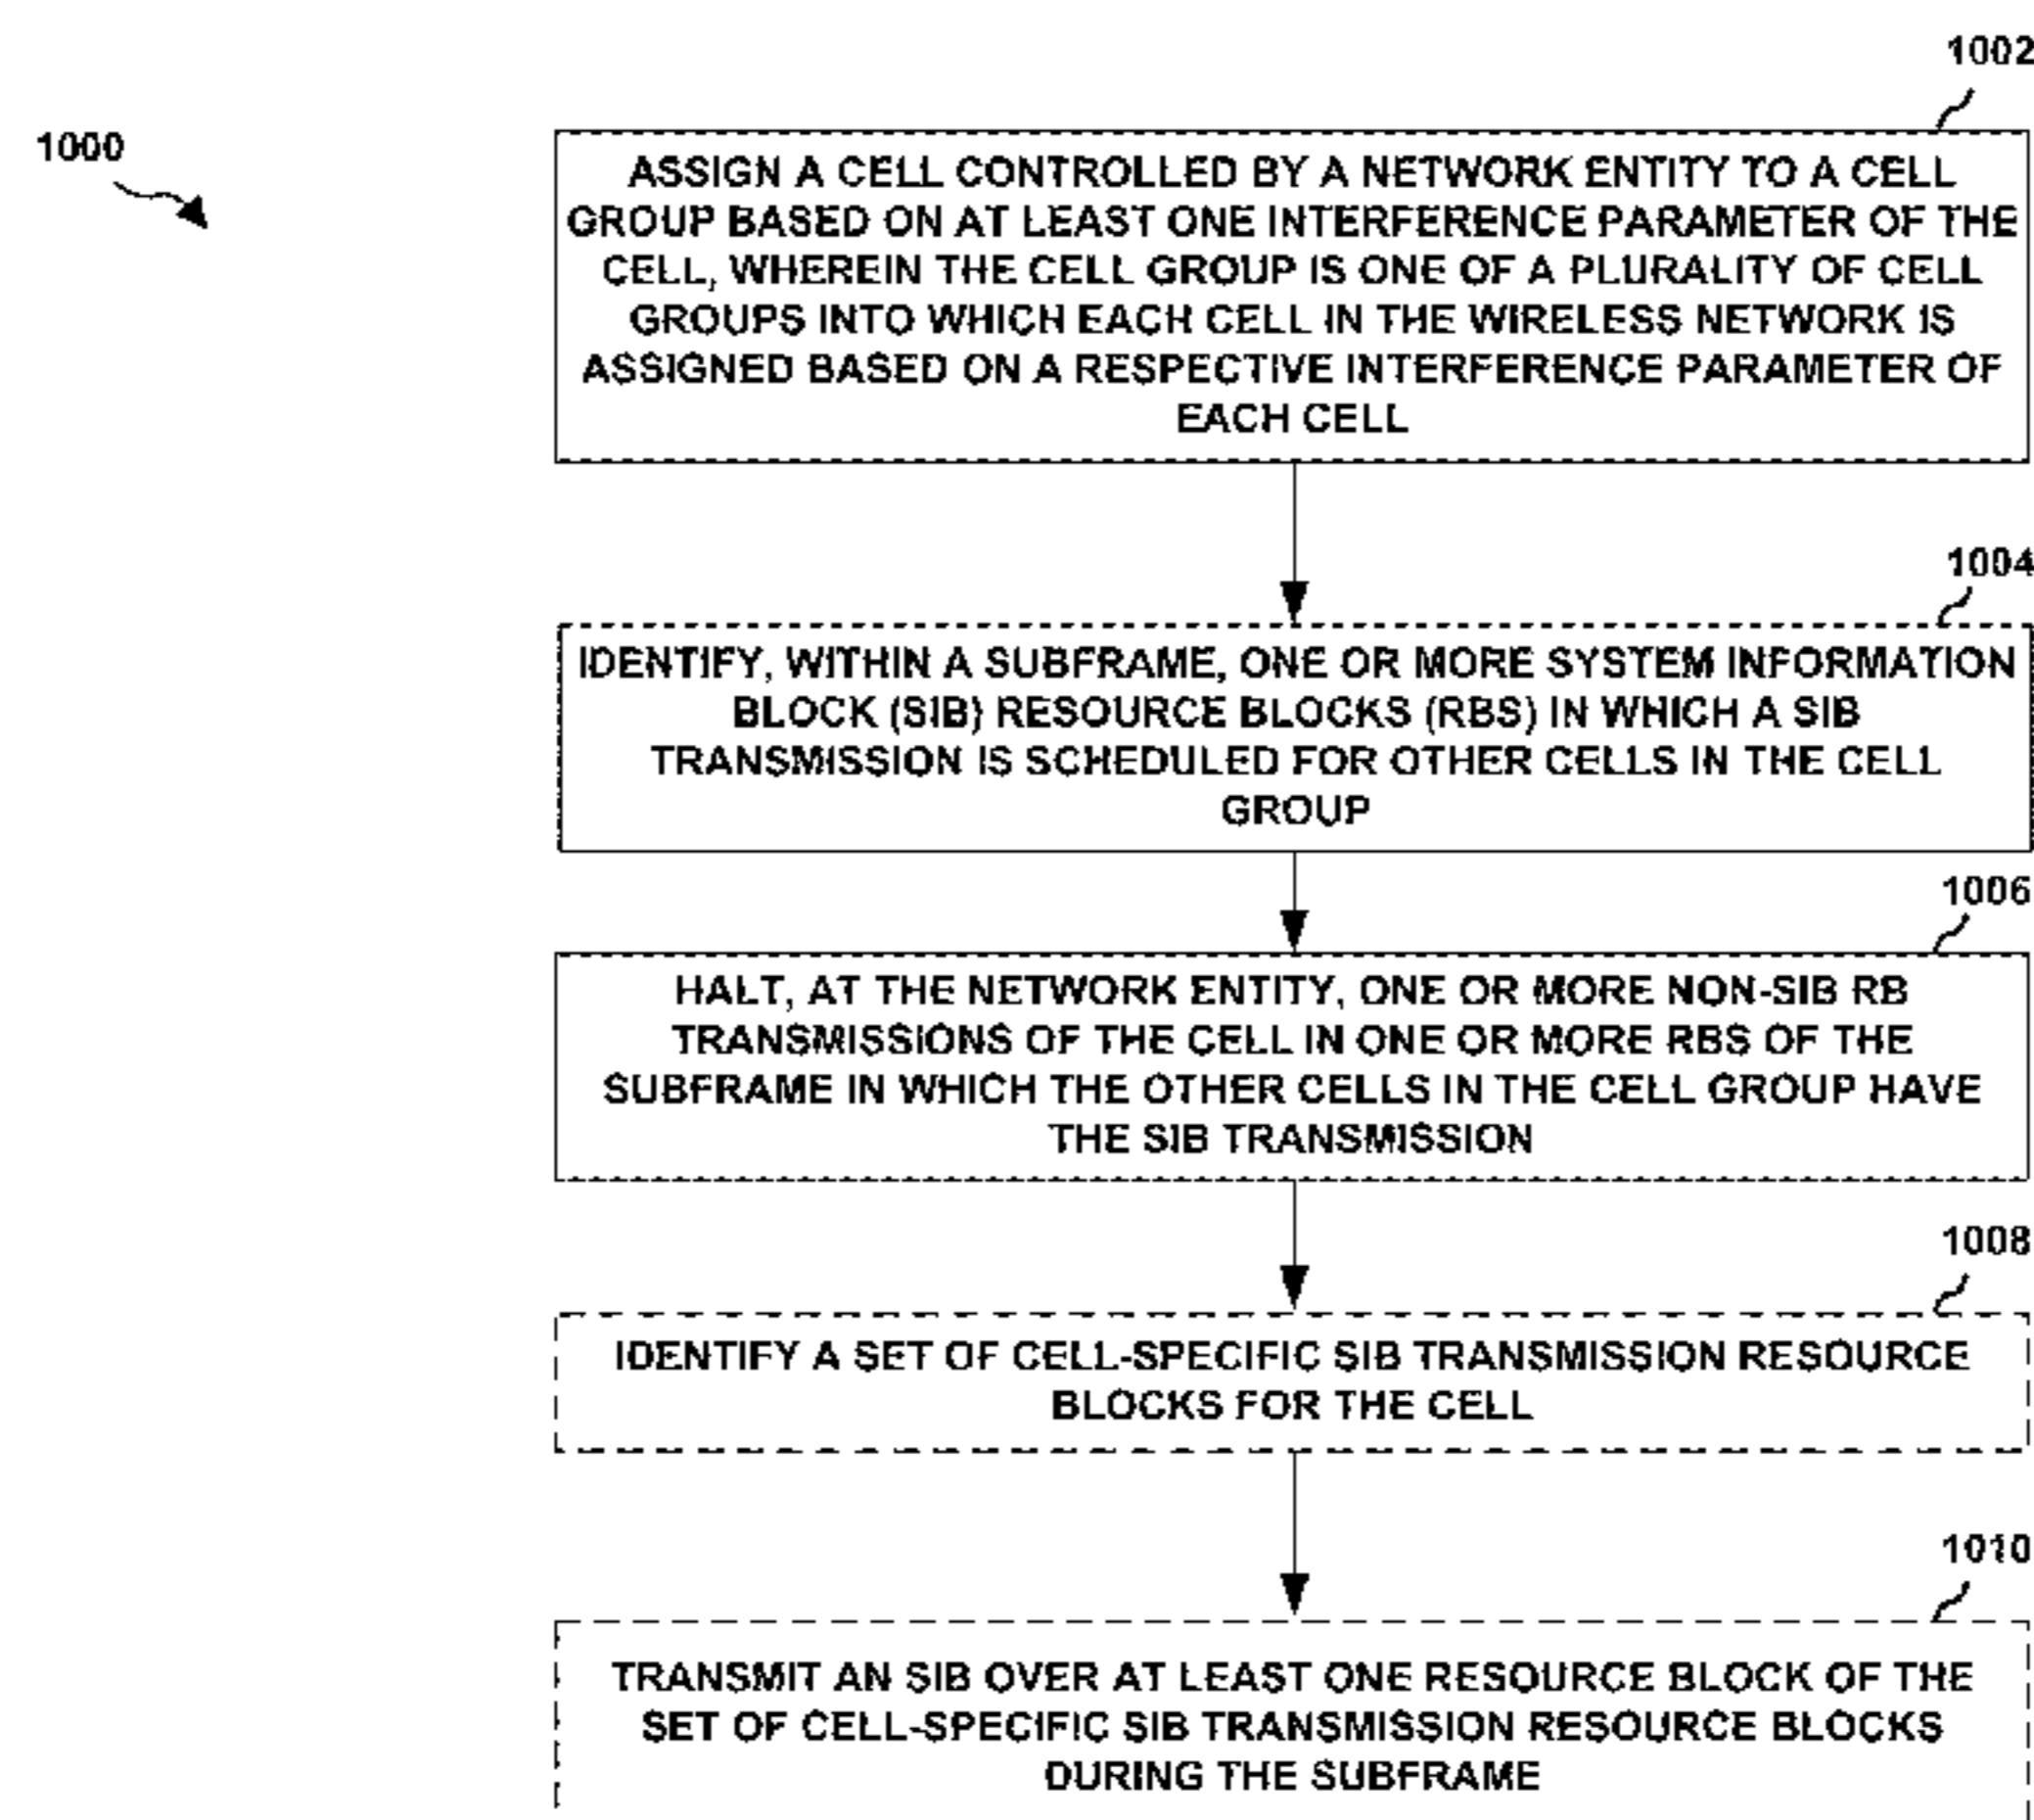 1002
1000
ASSIGN A CELL CONTROLLED BY A NETWORK ENTITY TO A CELL
GROUP BASED ON AT LEAST ONE INTERFERENCE PARAMETER OF THE
CELL, WHEREIN THE CELL GROUP IS ONE OF A PLURALITY OF CELL
GROUPS INTO WHICH EACH CELL IN THE WIRELESS NETWORK IS
ASSIGNED BASED ON A RESPECTIVE INTERFERENCE PARAMETER OF
EACH CELL
1004
IDENTIFY, WITHIN A SUBFRAME, ONE OR MORE SYSTEM INFORMATION
BLOCK (SIB) RESOURCE BLOCKS (RBS) IN WHICH A SIB
TRANSMISSION IS SCHEDULED FOR OTHER CELLS IN THE CELL
GROUP
1006
HALT, AT THE NETWORK ENTITY, ONE OR MORE NON-SIB RB
TRANSMISSIONS OF THE CELL IN ONE OR MORE RBS OF THE
SUBFRAME IN WHICH THE OTHER CELLS IN THE CELL GROUP HAVE
THE SIB TRANSMISSION
1008
IDENTIFY A SET OF CELL-SPECIFIC SIB TRANSMISSION RESOURCE
BLOCKS FOR THE CELL
1010
TRANSMIT AN SIB OVER AT LEAST ONE RESOURCE BLOCK OF THE
SET OF CELL-SPECIFIC SIB TRANSMISSION RESOURCE BLOCKS
DURING THE SUBFRAME